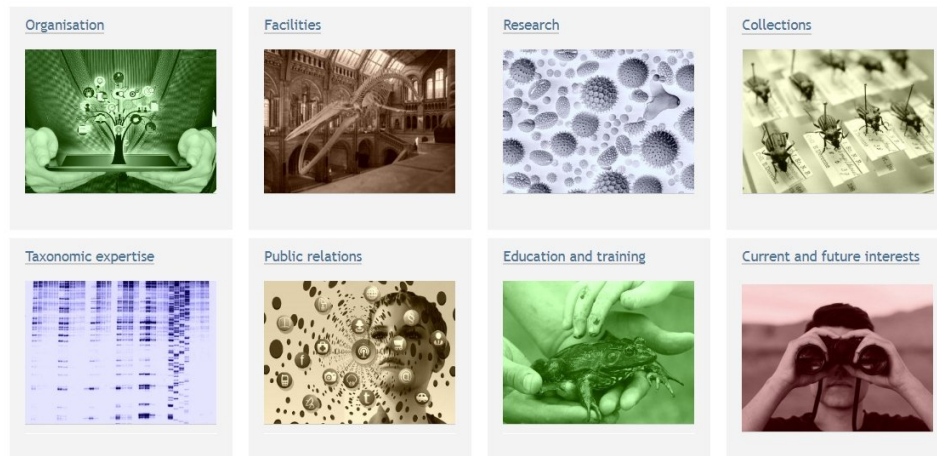 Organisation
Facilities
Research
Collections
Taxonomic expertise
Public relations
Education and training
Current and future interests